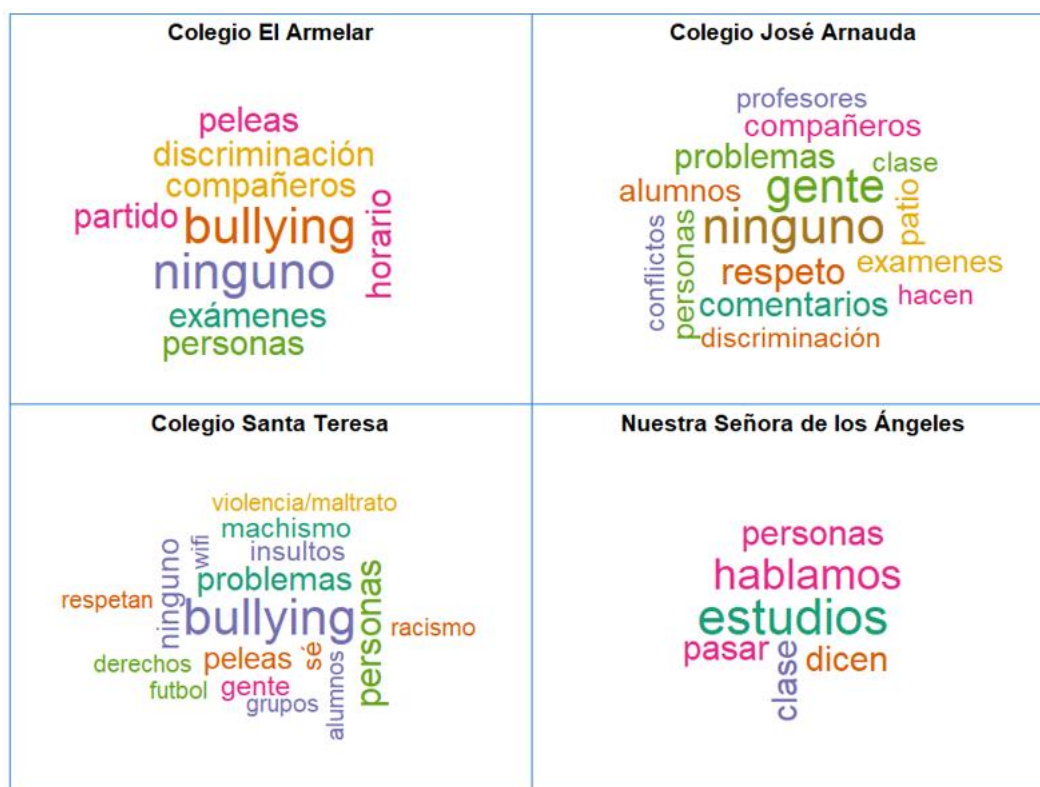 Colegio El Armelar
peleas
discriminación
compañeros
partido
bullying
horario
ninguno
exámenes
personas
Colegio José Arnauda
profesores
compañeros
problemas
clase
alumnos
gente
patio
ninguno
conflictos
personas
respeto
examenes
comentarios
hacen
discriminación
Colegio Santa Teresa
violencia/maltrato
machismo
ninguno
wifi
insultos
problemas
personas
respetan
bullying
racismo
derechos
peleas
sé
alumnos
futbol
gente
grupos
Nuestra Señora de los Ángeles
personas
hablamos
estudios
pasar
clase
dicen